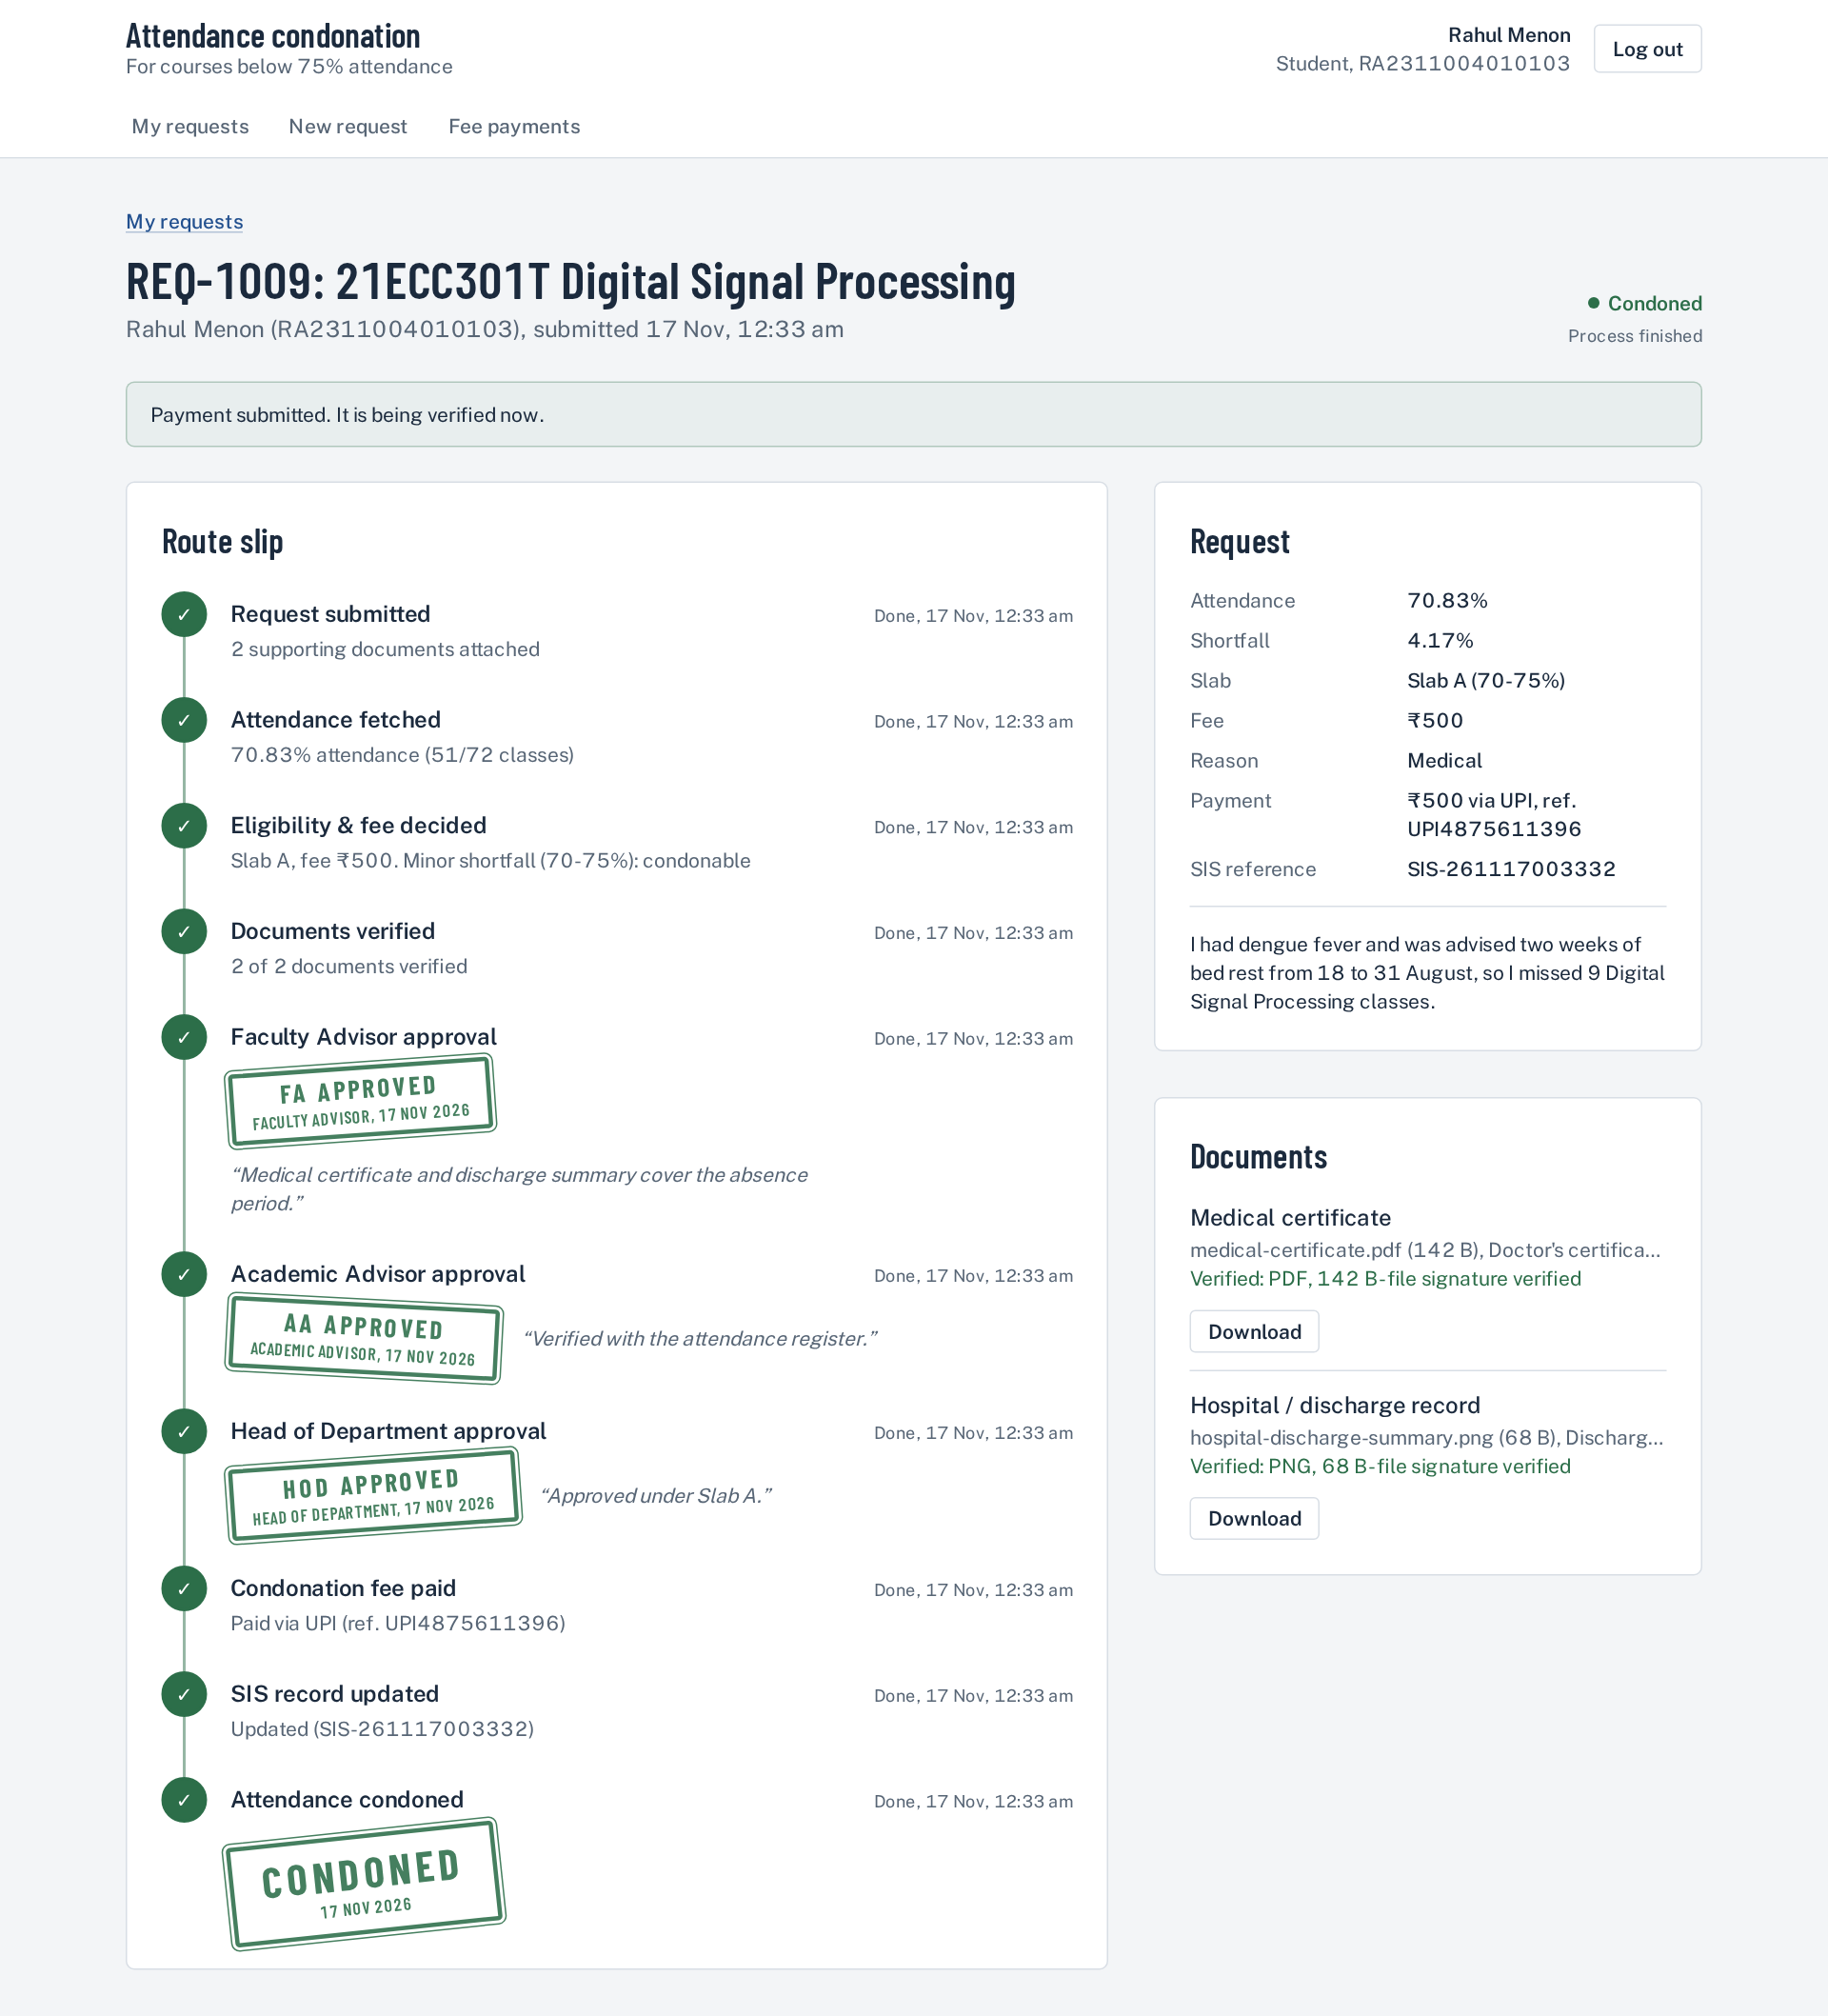 Attendance condonation
For courses below 75% attendance
Rahul Menon
Student, RA2311004010103
Log out
My requests
New request
Fee payments
My requests
REQ-1009: 21ECC301T Digital Signal Processing
Rahul Menon (RA2311004010103), submitted 17 Nov, 12:33 am
Condoned
Process finished
Payment submitted. It is being verified now.
Route slip
✓ Request submitted Done, 17 Nov, 12:33 am
2 supporting documents attached
✓ Attendance fetched Done, 17 Nov, 12:33 am
70.83% attendance (51/72 classes)
✓ Eligibility & fee decided Done, 17 Nov, 12:33 am
Slab A, fee ₹500. Minor shortfall (70-75%): condonable
✓ Documents verified Done, 17 Nov, 12:33 am
2 of 2 documents verified
✓ Faculty Advisor approval Done, 17 Nov, 12:33 am
FA APPROVED
FACULTY ADVISOR, 17 NOV 2026
“Medical certificate and discharge summary cover the absence
period.”
✓ Academic Advisor approval Done, 17 Nov, 12:33 am
AA APPROVED
ACADEMIC ADVISOR, 17 NOV 2026
“Verified with the attendance register.”
✓ Head of Department approval Done, 17 Nov, 12:33 am
HOD APPROVED
HEAD OF DEPARTMENT, 17 NOV 2026
“Approved under Slab A.”
✓ Condonation fee paid Done, 17 Nov, 12:33 am
Paid via UPI (ref. UPI4875611396)
✓ SIS record updated Done, 17 Nov, 12:33 am
Updated (SIS-261117003332)
✓ Attendance condoned Done, 17 Nov, 12:33 am
CONDONED
17 NOV 2026
Request
Attendance 70.83%
Shortfall 4.17%
Slab Slab A (70-75%)
Fee ₹500
Reason Medical
Payment ₹500 via UPI, ref.
UPI4875611396
SIS reference SIS-261117003332
I had dengue fever and was advised two weeks of
bed rest from 18 to 31 August, so I missed 9 Digital
Signal Processing classes.
Documents
Medical certificate
medical-certificate.pdf (142 B), Doctor's certifica...
Verified: PDF, 142 B-file signature verified
Download
Hospital / discharge record
hospital-discharge-summary.png (68 B), Discharg...
Verified: PNG, 68 B-file signature verified
Download